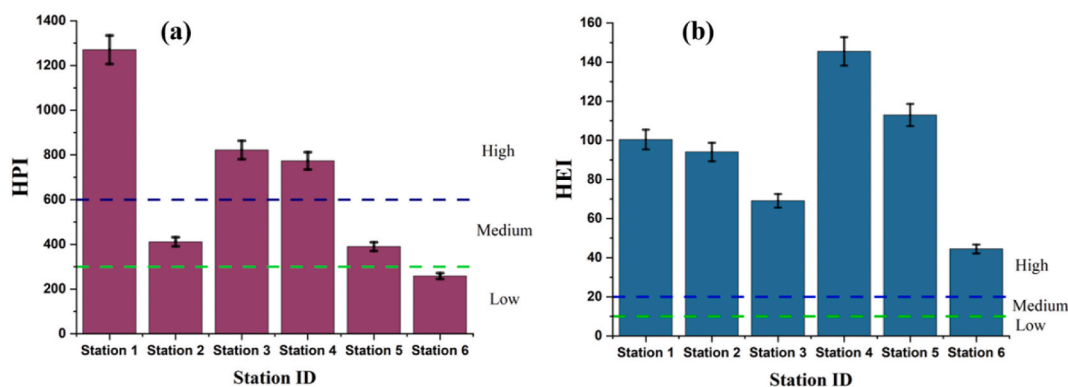 (a)
HPI
1400
1200
1000
800
600
400
200
0
High
Medium
Low
Station 1 Station 2 Station 3 Station 4 Station 5 Station 6
Station ID
(b)
HEI
160
140
120
100
80
60
40
20
0
High
Medium
Low
Station 1 Station 2 Station 3 Station 4 Station 5 Station 6
Station ID